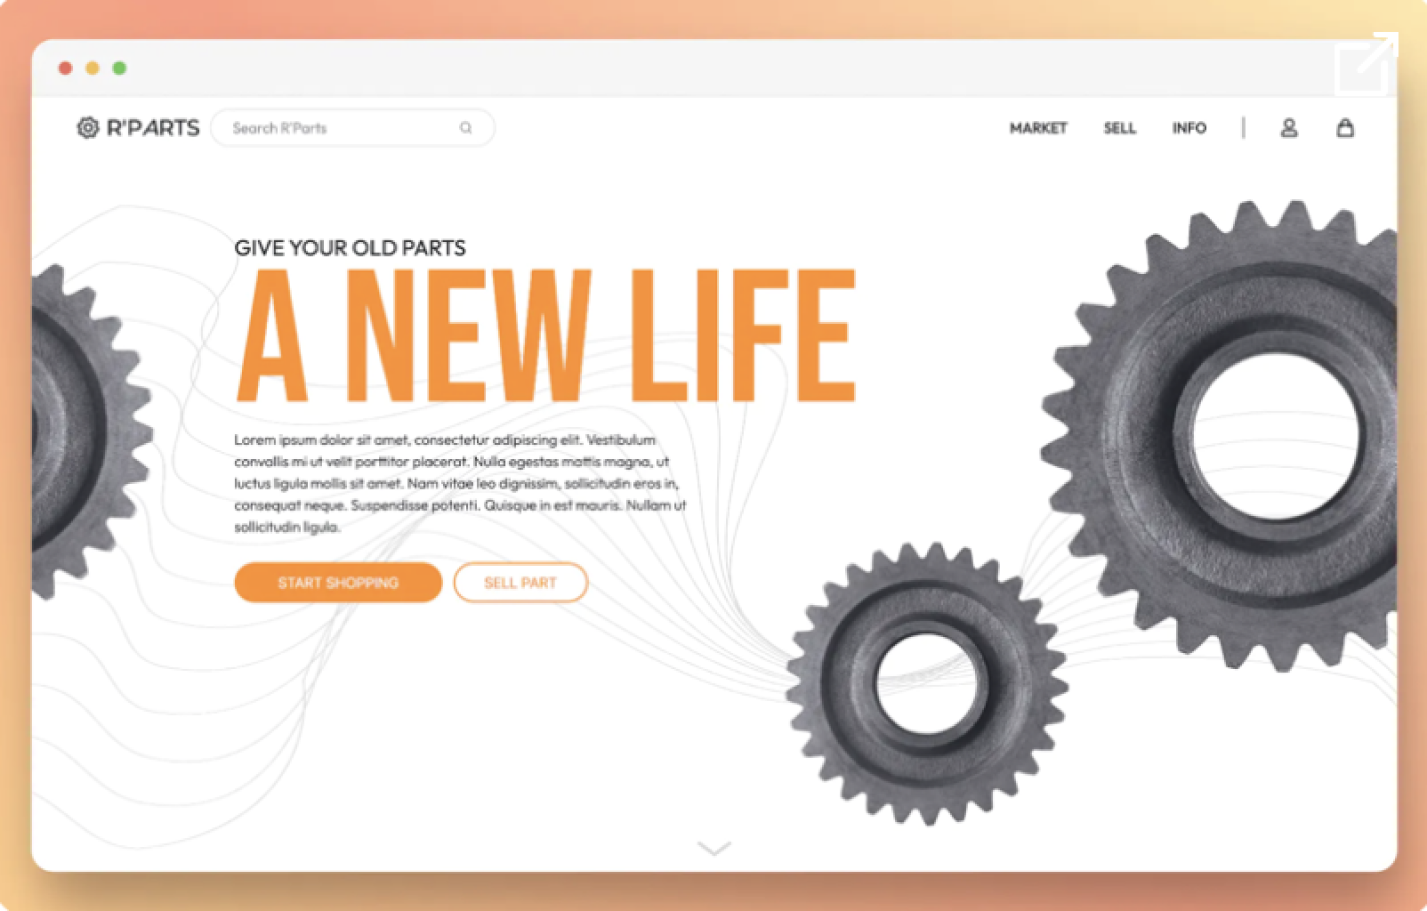 R'PARTS
Search R'Parts
MARKET
SELL
INFO
GIVE YOUR OLD PARTS
A NEW LIFE
Lorem ipsum dolor sit amet, consectetur adipiscing elit. Vestibulum
convallis mi ut velit porttitor placerat. Nulla egestas mattis magna, ut
luctus ligula mollis sit amet. Nam vitae leo dignissim, sollicitudin eros in,
consequat neque. Suspendisse potenti. Quisque in est mauris. Nullam ut
sollicitudin ligula.
START SHOPPING
SELL PART